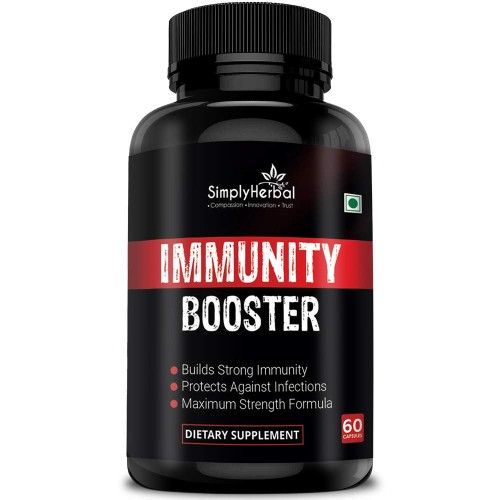 SimplyHerbal
• Compassion • Innovation • Trust
IMMUNITY
BOOSTER
Builds Strong Immunity
Protects Against Infections
Maximum Strength Formula
DIETARY SUPPLEMENT
60
CAPSULES